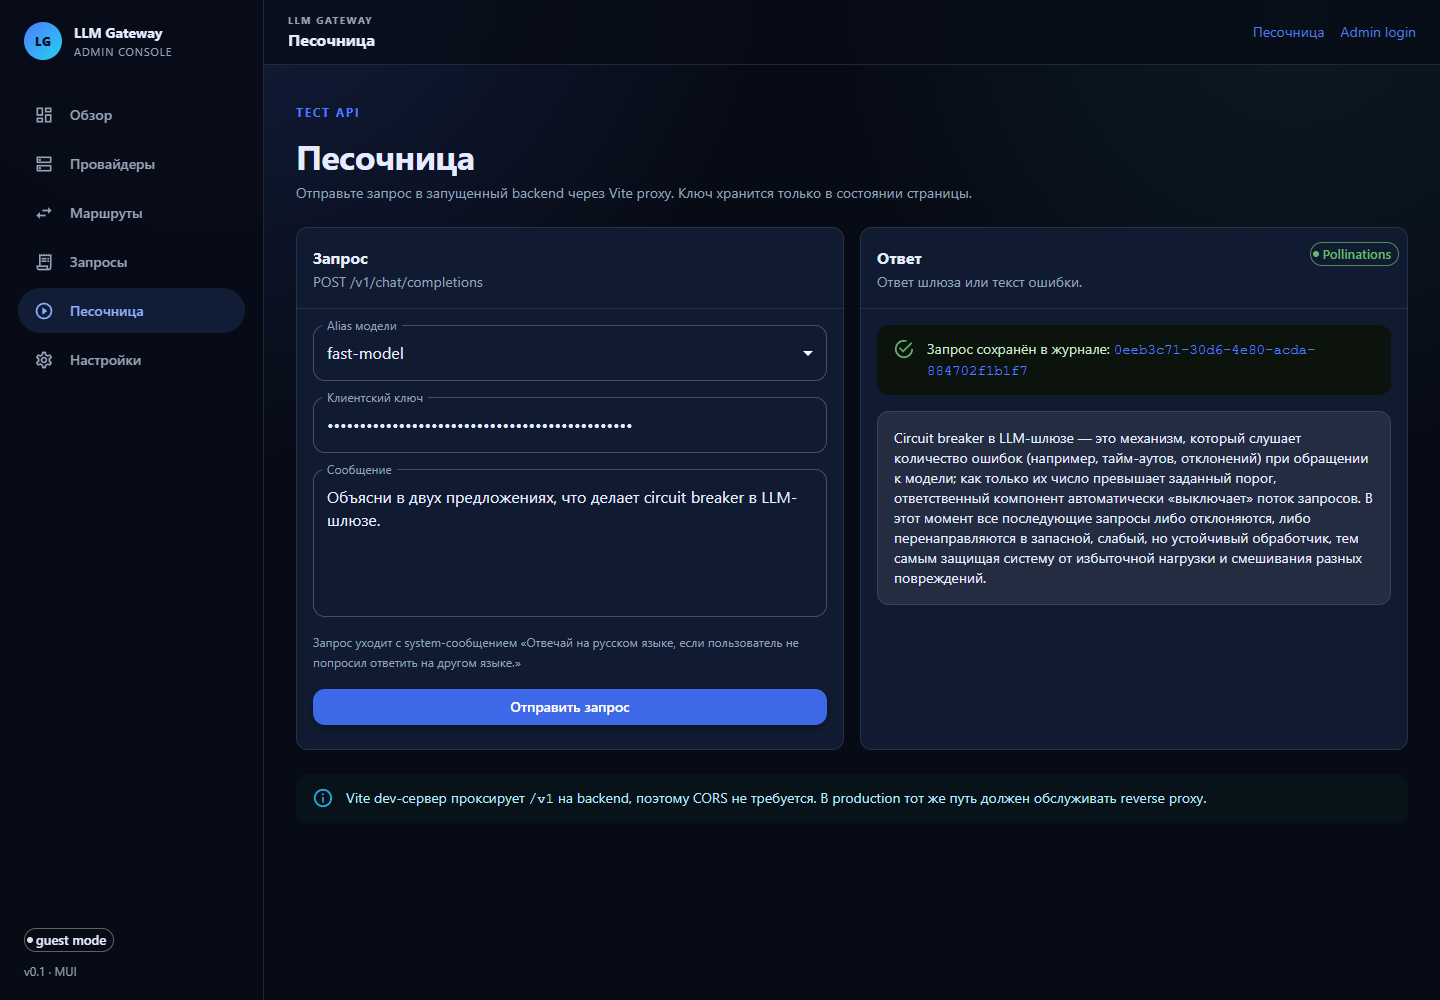 LG
LLM Gateway
ADMIN CONSOLE
Обзор
Провайдеры
Маршруты
Запросы
Песочница
Настройки
guest mode
v0.1 · MUI
LLM GATEWAY
Песочница
Песочница
Admin login
ТЕСТ API
Песочница
Отправьте запрос в запущенный backend через Vite proxy. Ключ хранится только в состоянии страницы.
Запрос
POST /v1/chat/completions
Alias модели
fast-model
Клиентский ключ
•••••••••••••••••••••••••••••••••••••••••••••••
Сообщение
Объясни в двух предложениях, что делает circuit breaker в LLM-
шлюзе.
Запрос уходит с system-сообщением «Отвечай на русском языке, если пользователь не
попросил ответить на другом языке.»
Отправить запрос
Ответ
Ответ шлюза или текст ошибки.
Pollinations
Запрос сохранён в журнале: 0eeb3c71-30d6-4e80-acda-
884702f1b1f7
Circuit breaker в LLM-шлюзе — это механизм, который слушает
количество ошибок (например, тайм-аутов, отклонений) при обращении
к модели; как только их число превышает заданный порог,
ответственный компонент автоматически «выключает» поток запросов. В
этот момент все последующие запросы либо отклоняются, либо
перенаправляются в запасной, слабый, но устойчивый обработчик, тем
самым защищая систему от избыточной нагрузки и смешивания разных
повреждений.
Vite dev-сервер проксирует /v1 на backend, поэтому CORS не требуется. В production тот же путь должен обслуживать reverse proxy.